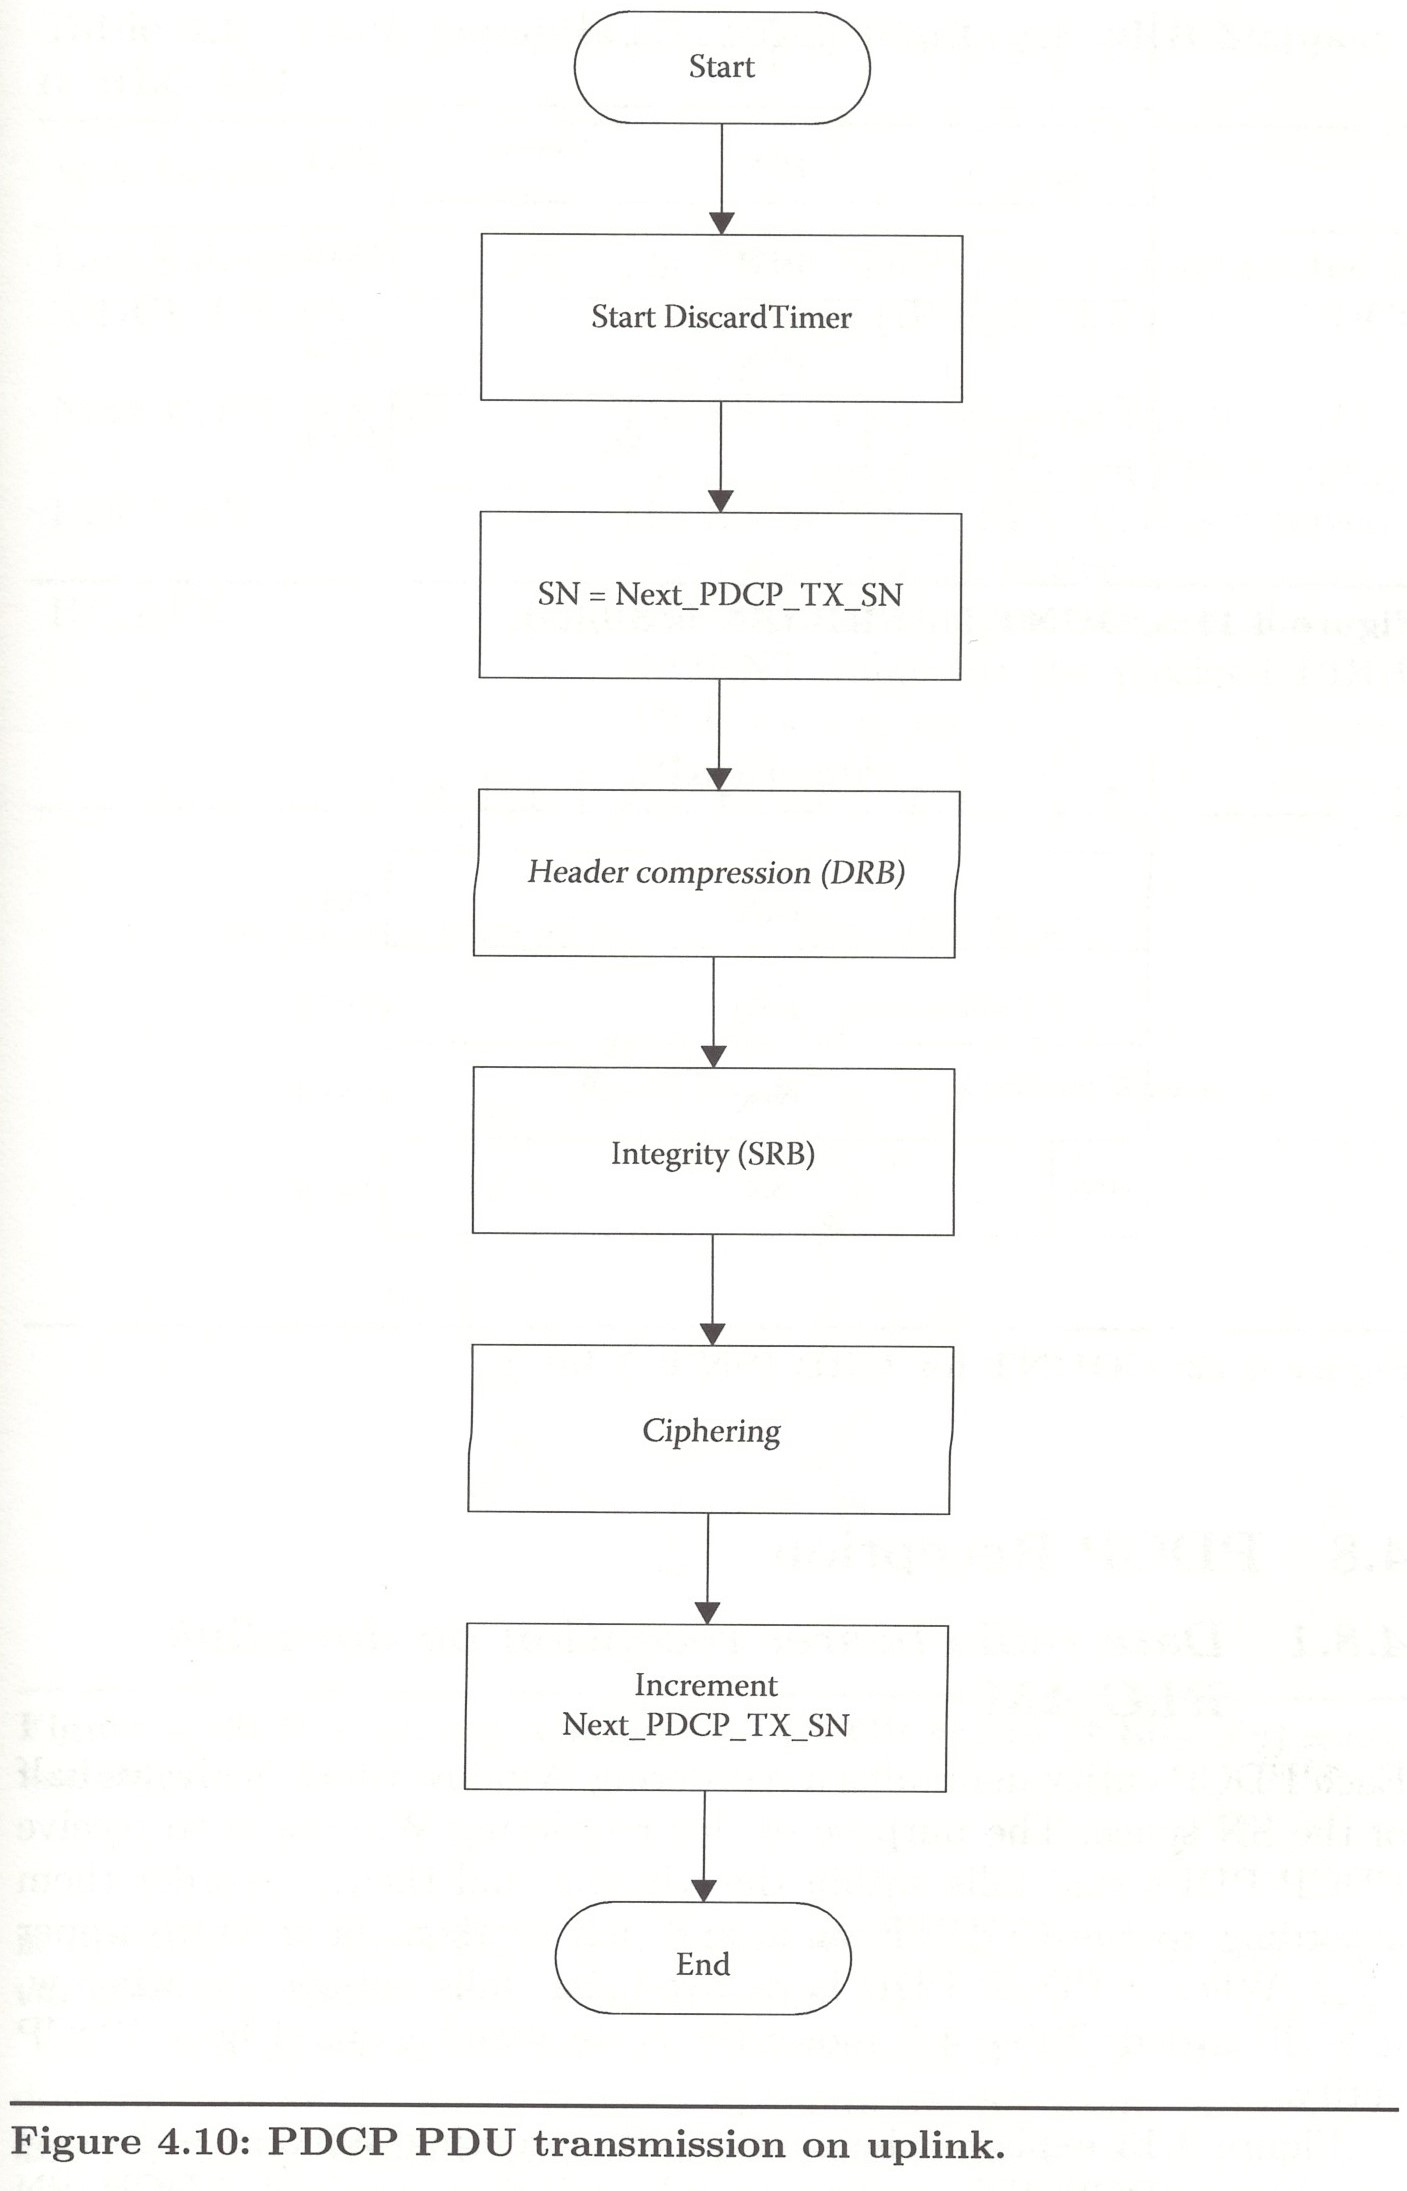 Start
Start DiscardTimer
SN = Next_PDCP_TX_SN
Header compression (DRB)
Integrity (SRB)
Ciphering
Increment
Next_PDCP_TX_SN
End
Figure 4.10: PDCP PDU transmission on uplink.